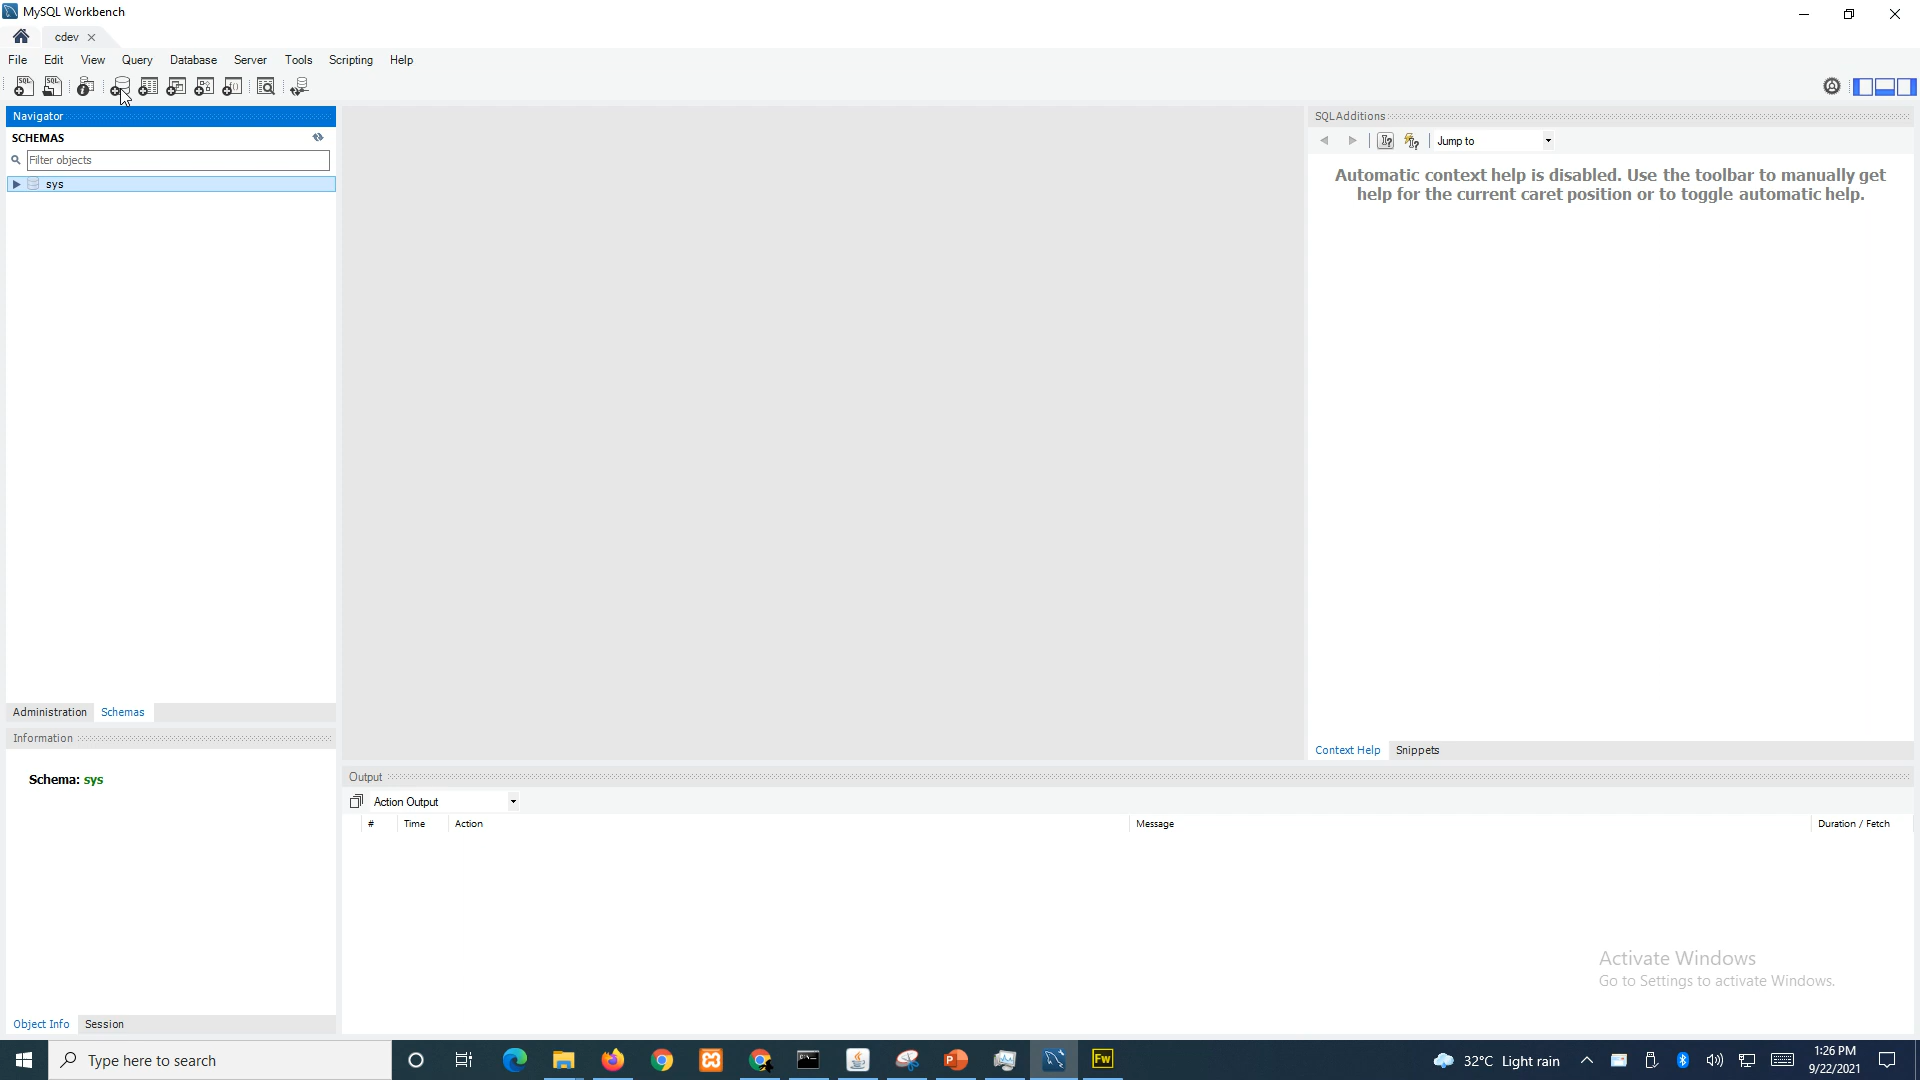 MySQL Workbench
cdev
File Edit View Query Database Server Tools Scripting Help
Navigator
SCHEMAS
Filter objects
sys
Administration Schemas
Information
Schema: sys
Object Info Session
SQLAdditions
Jump to
Automatic context help is disabled. Use the toolbar to manually get
help for the current caret position or to toggle automatic help.
Context Help Snippets
Output
Action Output
# Time Action Message Duration / Fetch
Activate Windows
Go to Settings to activate Windows.
Type here to search
Fw
32°C Light rain
1:26 PM
9/22/2021